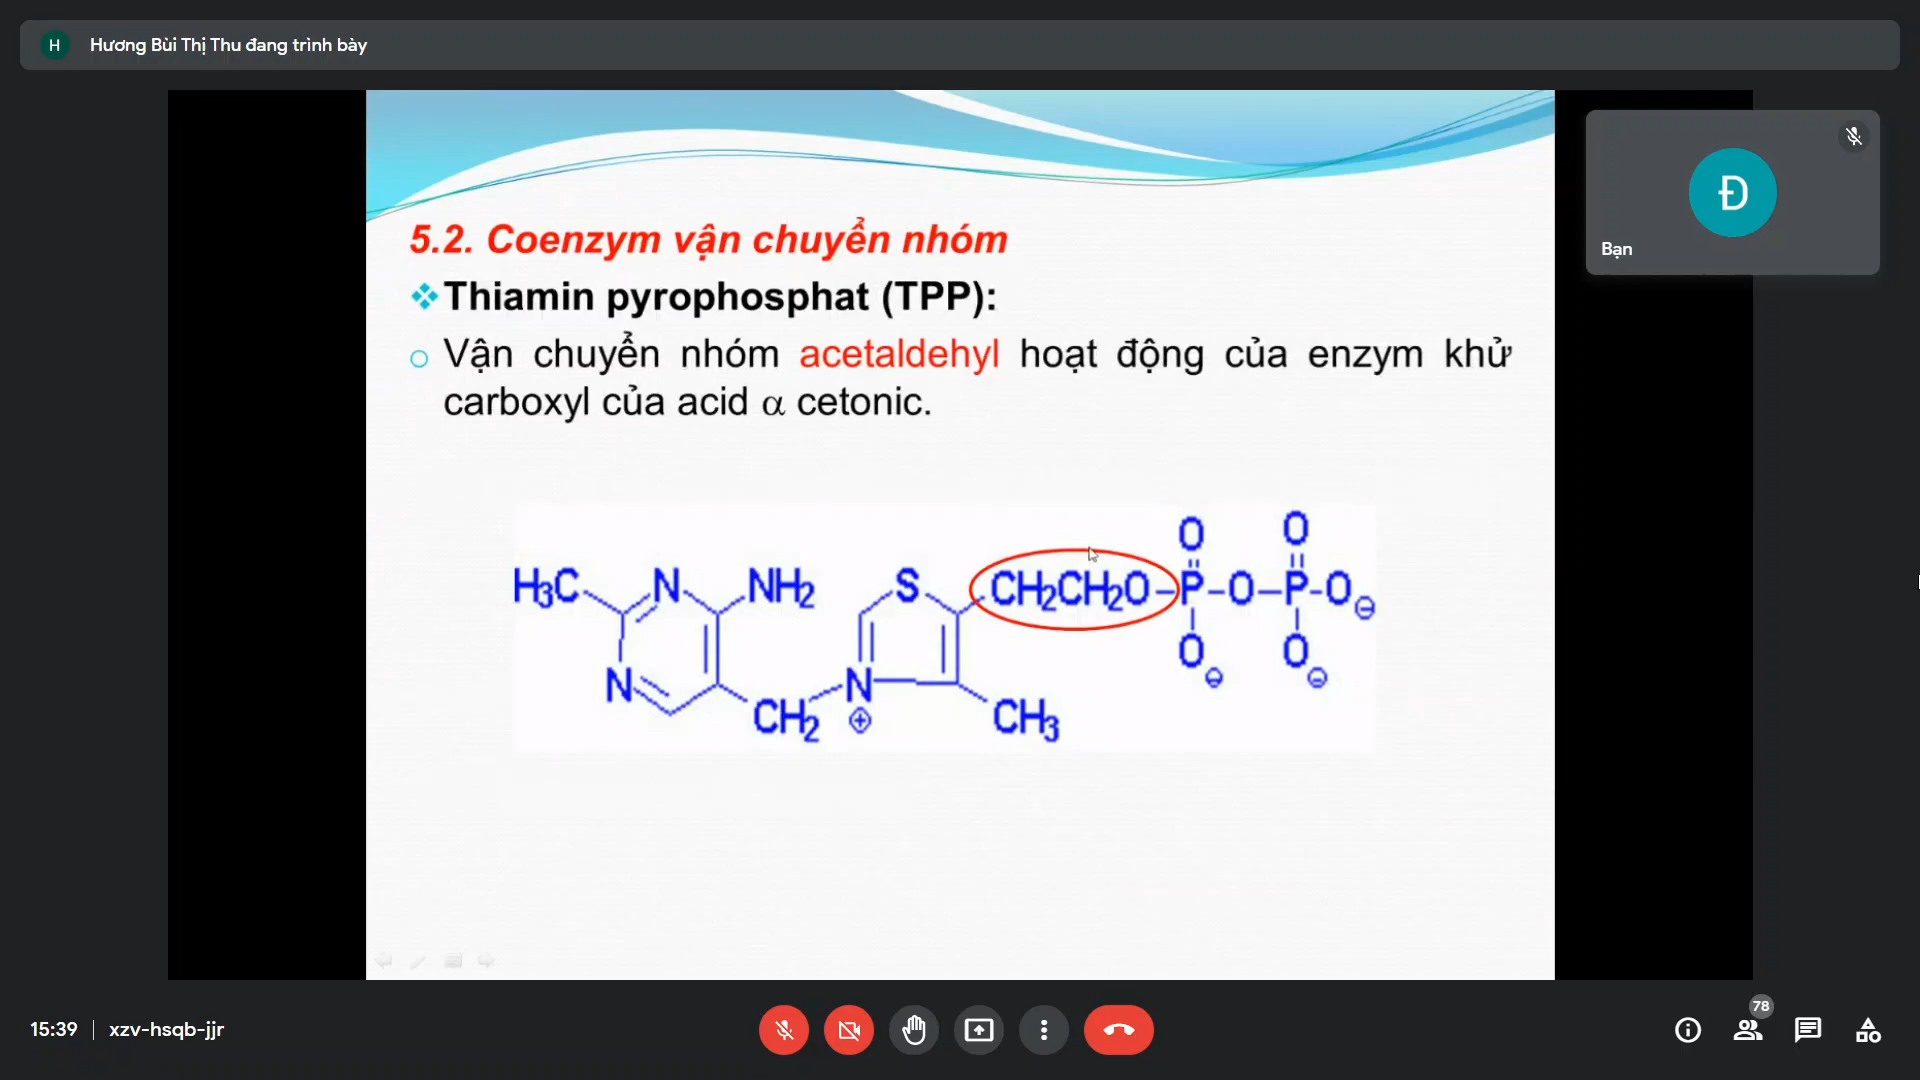 H Hương Bùi Thị Thu đang trình bày
5.2. Coenzym vận chuyển nhóm
Thiamin pyrophosphat (TPP):
Vận chuyển nhóm acetaldehyl hoạt động của enzym khử
carboxyl của acid α cetonic.
O O
H₃C N NH₂ S CH₂CH₂O–P–O–P–O⊖
O⊖ O⊖
N CH₂ N⊕ CH₃
Đ
Bạn
15:39 | xzv-hsqb-jjr
78